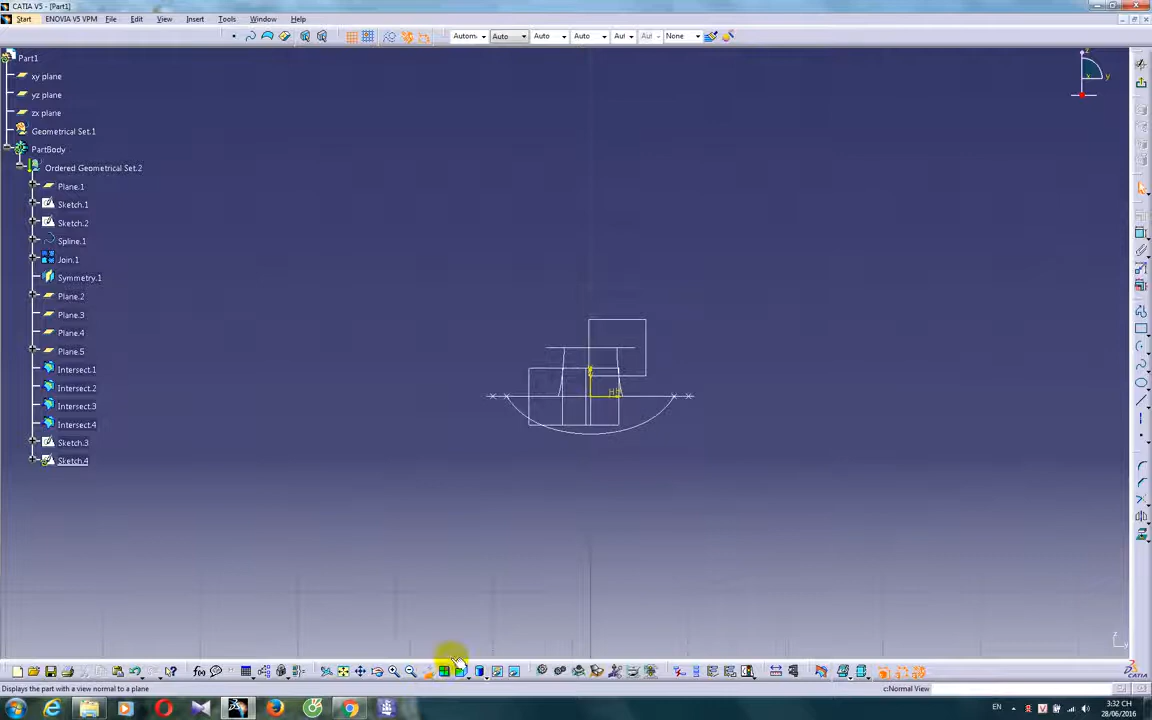 CATIA V5 - [Part1]
Start ENOVIA V5 VPM File Edit View Insert Tools Window Help
Autom. Auto Auto Auto Aut Aut None
Part1
xy plane
yz plane
zx plane
Geometrical Set.1
PartBody
Ordered Geometrical Set.2
Plane.1
Sketch.1
Sketch.2
Spline.1
Join.1
Symmetry.1
Plane.2
Plane.3
Plane.4
Plane.5
Intersect.1
Intersect.2
Intersect.3
Intersect.4
Sketch.3
Sketch.4
z
x
y
H
z
y
f(x)
Displays the part with a view normal to a plane
c:Normal View
EN
3:32 CH
28/06/2016